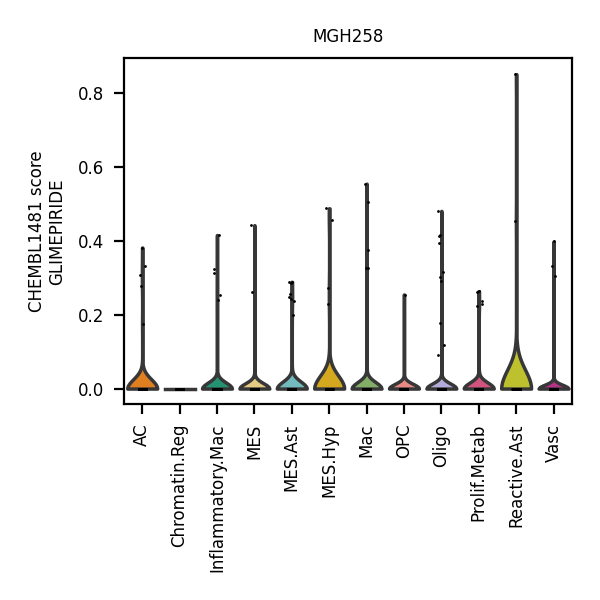 MGH258
CHEMBL1481 score
GLIMEPIRIDE
0.8
0.6
0.4
0.2
0.0
AC
Chromatin.Reg
Inflammatory.Mac
MES
MES.Ast
MES.Hyp
Mac
OPC
Oligo
Prolif.Metab
Reactive.Ast
Vasc